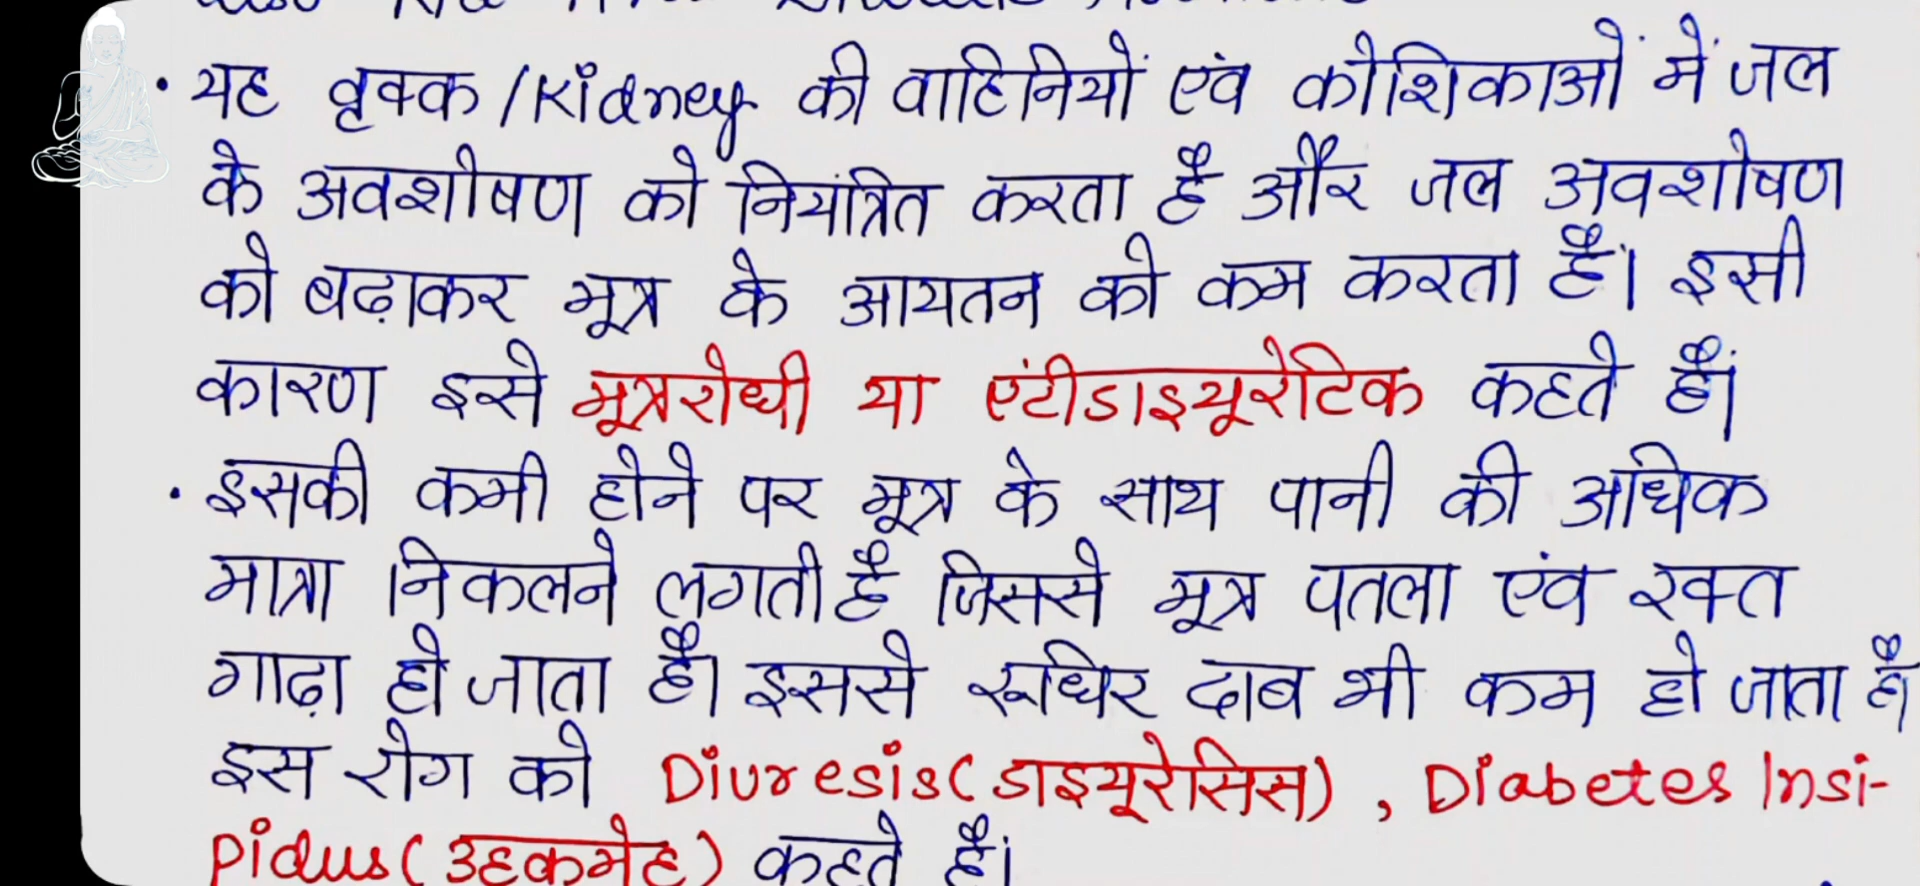 • यह वृक्क /Kidney की वाहिनियों एंव कोशिकाओं में जल
के अवशोषण को नियंत्रित करता है और जल अवशोषण
को बढ़ाकर मूत्र के आयतन को कम करता है। इसी
कारण इसे मूत्ररोधी या एंटीडाइयूरेटिक कहते हैं।
• इसकी कमी होने पर मूत्र के साथ पानी की अधिक
मात्रा निकलने लगती है जिससे मूत्र पतला एंव रक्त
गाढ़ा हो जाता है। इससे रूधिर दाब भी कम हो जाता है।
इस रोग को Diuresis (डाइयूरेसिस), Diabetes Insi-
pidus (उदकमेह) कहते हैं।